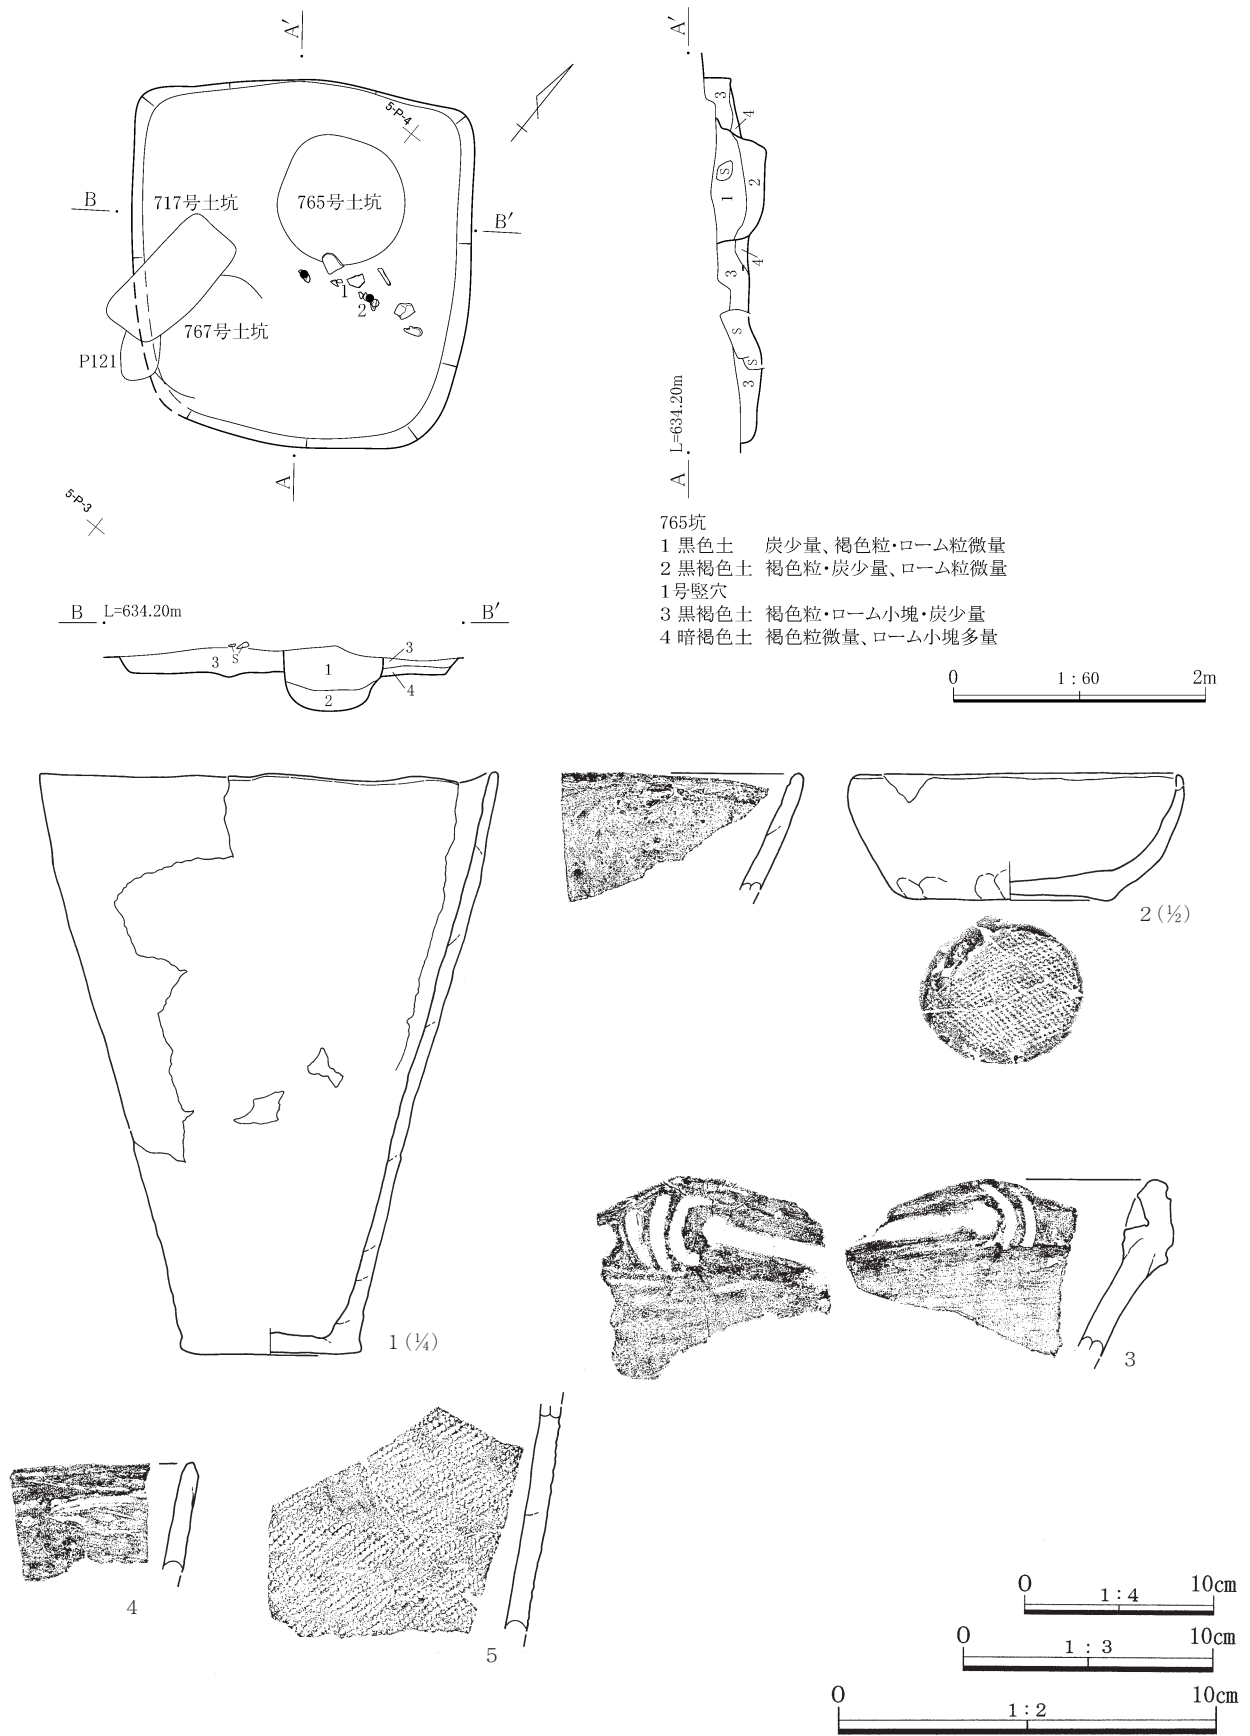 A′
5-P-4
B
717号土坑
765号土坑
B′
1
2
767号土坑
P121
A
5-P-3
A′
3
4
S
1
2
4
3
S
S
3
L=634.20m
A
765坑
1 黒色土 炭少量、褐色粒・ローム粒微量
2 黒褐色土 褐色粒・炭少量、ローム粒微量
1号竪穴
3 黒褐色土 褐色粒・ローム小塊・炭少量
4 暗褐色土 褐色粒微量、ローム小塊多量
B L=634.20m B′
3
S
1
2
3
4
0 1:60 2m
2(½)
1(¼)
3
4
5
0 1:4 10cm
0 1:3 10cm
0 1:2 10cm